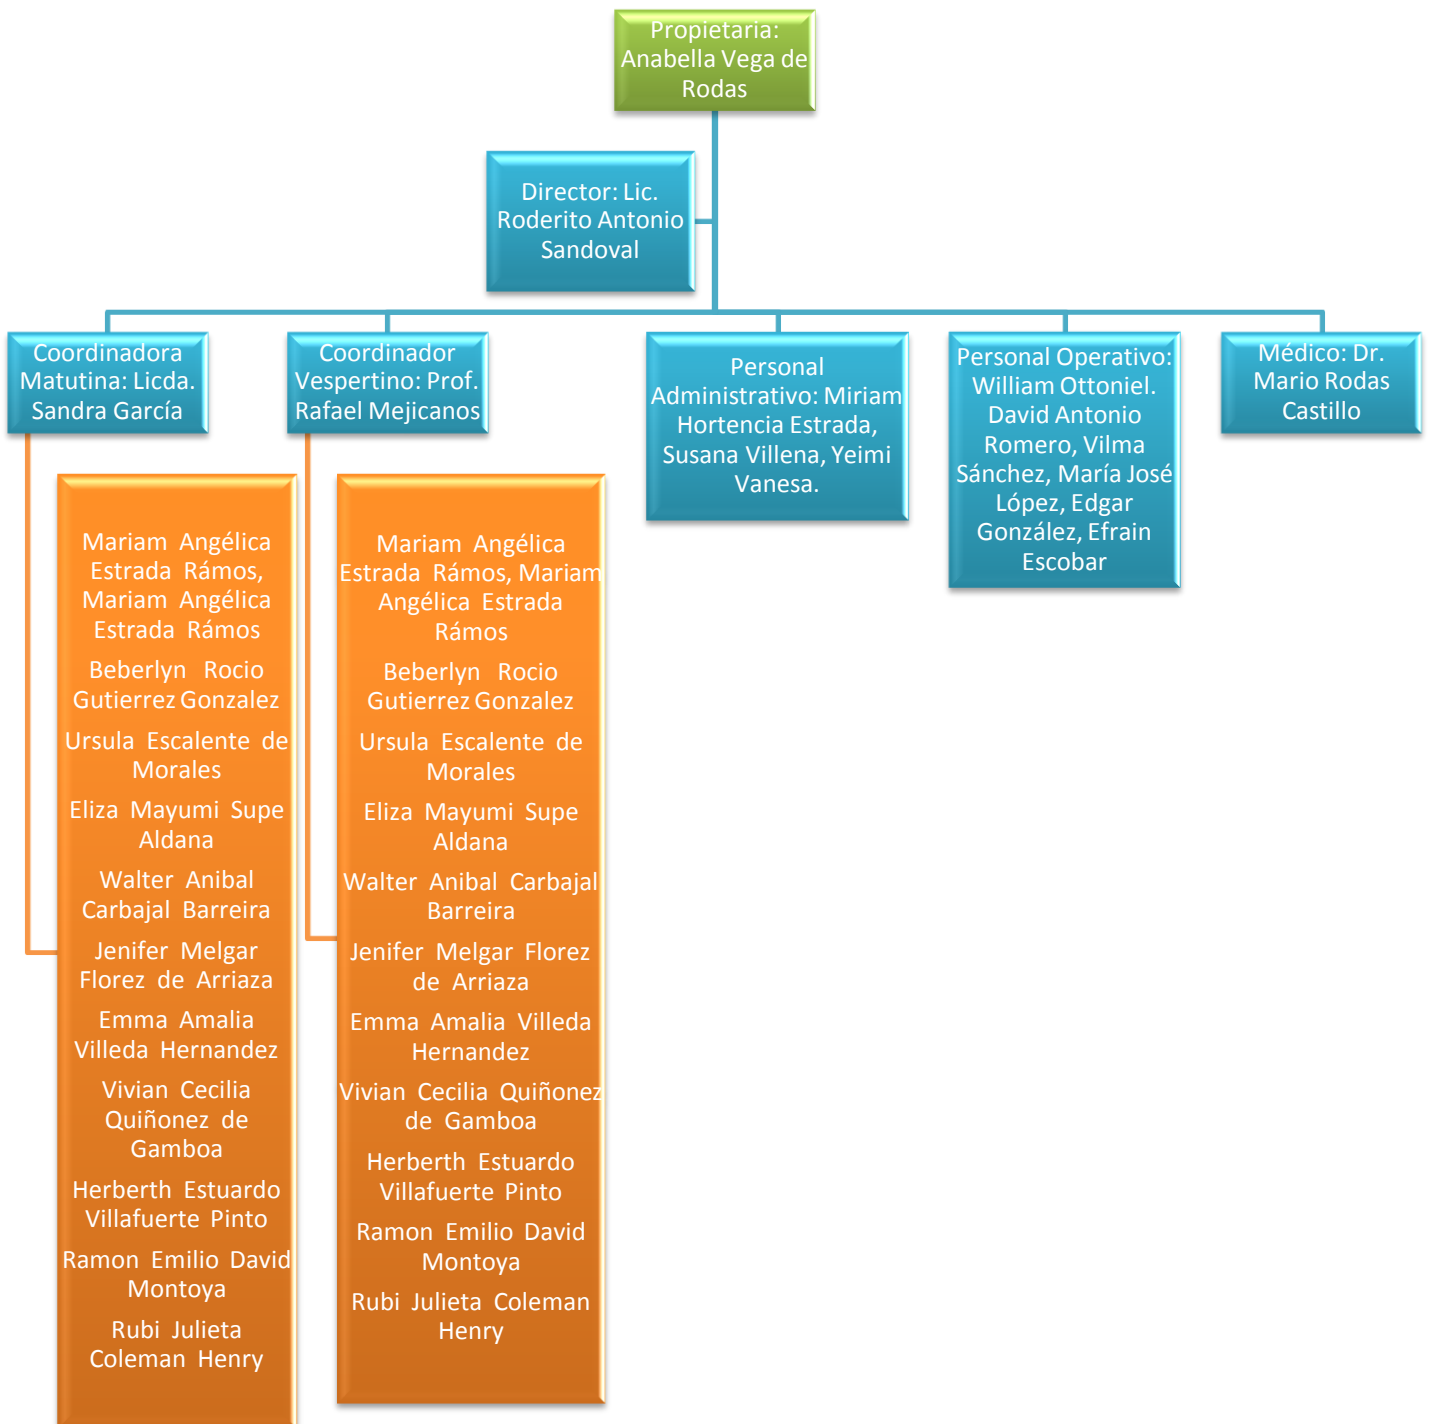 Propietaria:
Anabella Vega de
Rodas
Director: Lic.
Roderito Antonio
Sandoval
Coordinadora
Matutina: Licda.
Sandra García
Coordinador
Vespertino: Prof.
Rafael Mejicanos
Personal
Administrativo: Miriam
Hortencia Estrada,
Susana Villena, Yeimi
Vanesa.
Personal Operativo:
William Ottoniel.
David Antonio
Romero, Vilma
Sánchez, María José
López, Edgar
González, Efrain
Escobar
Médico: Dr.
Mario Rodas
Castillo
Mariam Angélica
Estrada Rámos,
Mariam Angélica
Estrada Rámos
Beberlyn Rocio
Gutierrez Gonzalez
Ursula Escalente de
Morales
Eliza Mayumi Supe
Aldana
Walter Anibal
Carbajal Barreira
Jenifer Melgar
Florez de Arriaza
Emma Amalia
Villeda Hernandez
Vivian Cecilia
Quiñonez de
Gamboa
Herberth Estuardo
Villafuerte Pinto
Ramon Emilio David
Montoya
Rubi Julieta
Coleman Henry
Mariam Angélica
Estrada Rámos, Mariam
Angélica Estrada
Rámos
Beberlyn Rocio
Gutierrez Gonzalez
Ursula Escalente de
Morales
Eliza Mayumi Supe
Aldana
Walter Anibal Carbajal
Barreira
Jenifer Melgar Florez
de Arriaza
Emma Amalia Villeda
Hernandez
Vivian Cecilia Quiñonez
de Gamboa
Herberth Estuardo
Villafuerte Pinto
Ramon Emilio David
Montoya
Rubi Julieta Coleman
Henry